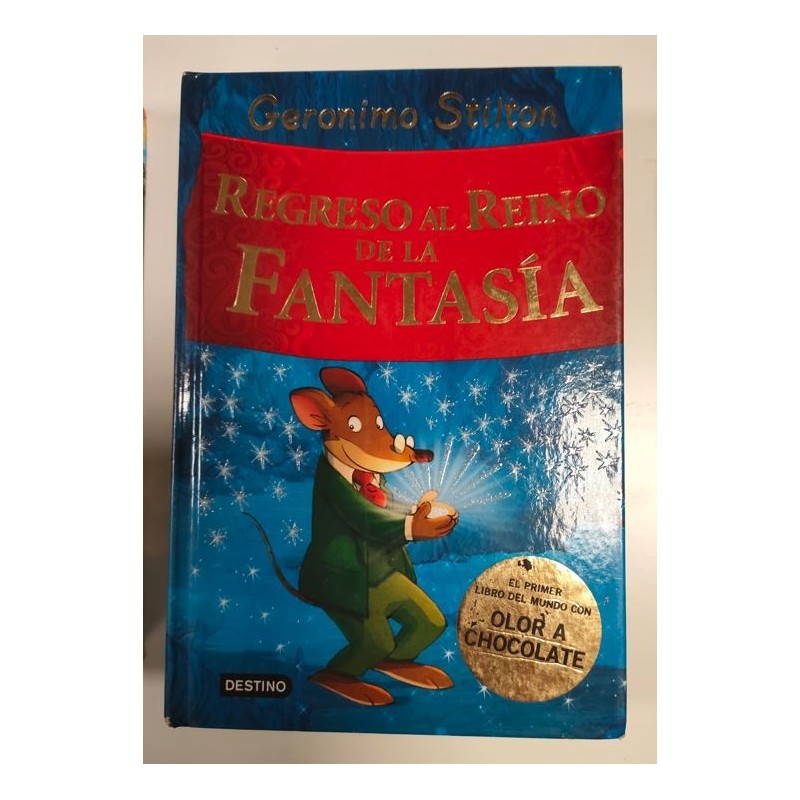 Geronimo Stilton
REGRESO AL REINO
DE LA
FANTASÍA
EL PRIMER
LIBRO DEL MUNDO CON
OLOR A
CHOCOLATE
DESTINO